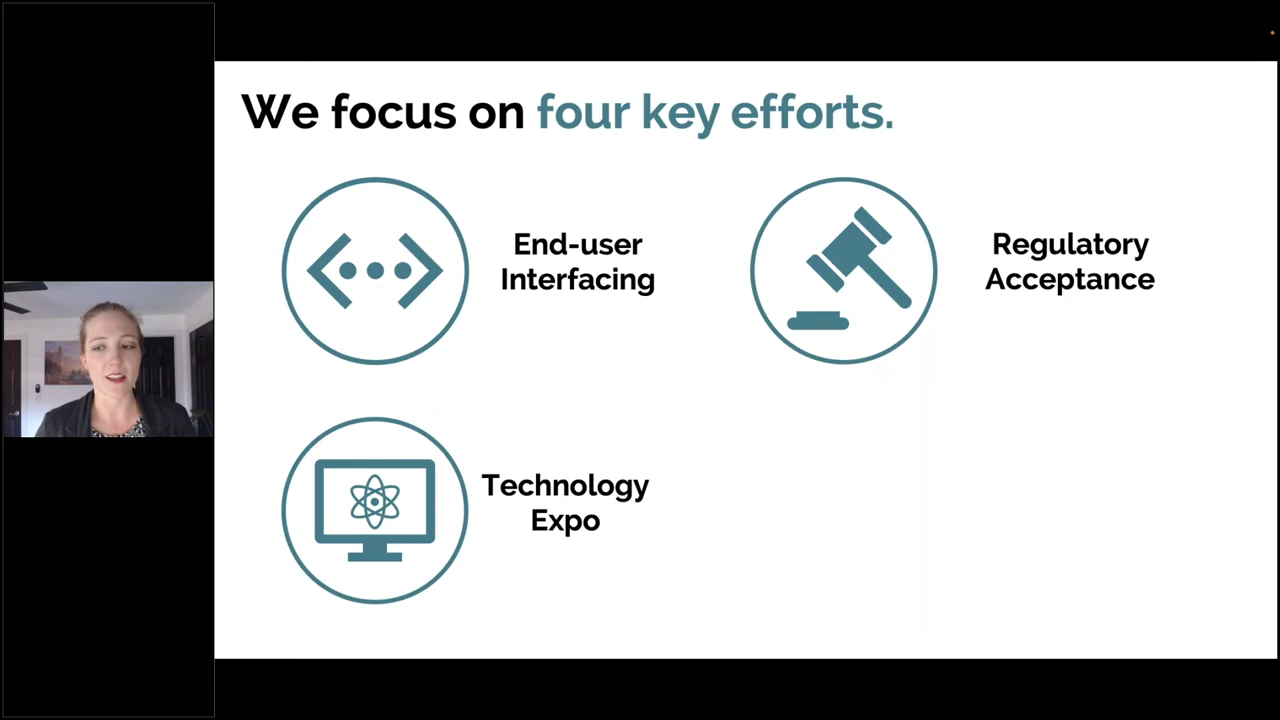 We focus on four key efforts.
End-user
Interfacing
Regulatory
Acceptance
Technology
Expo